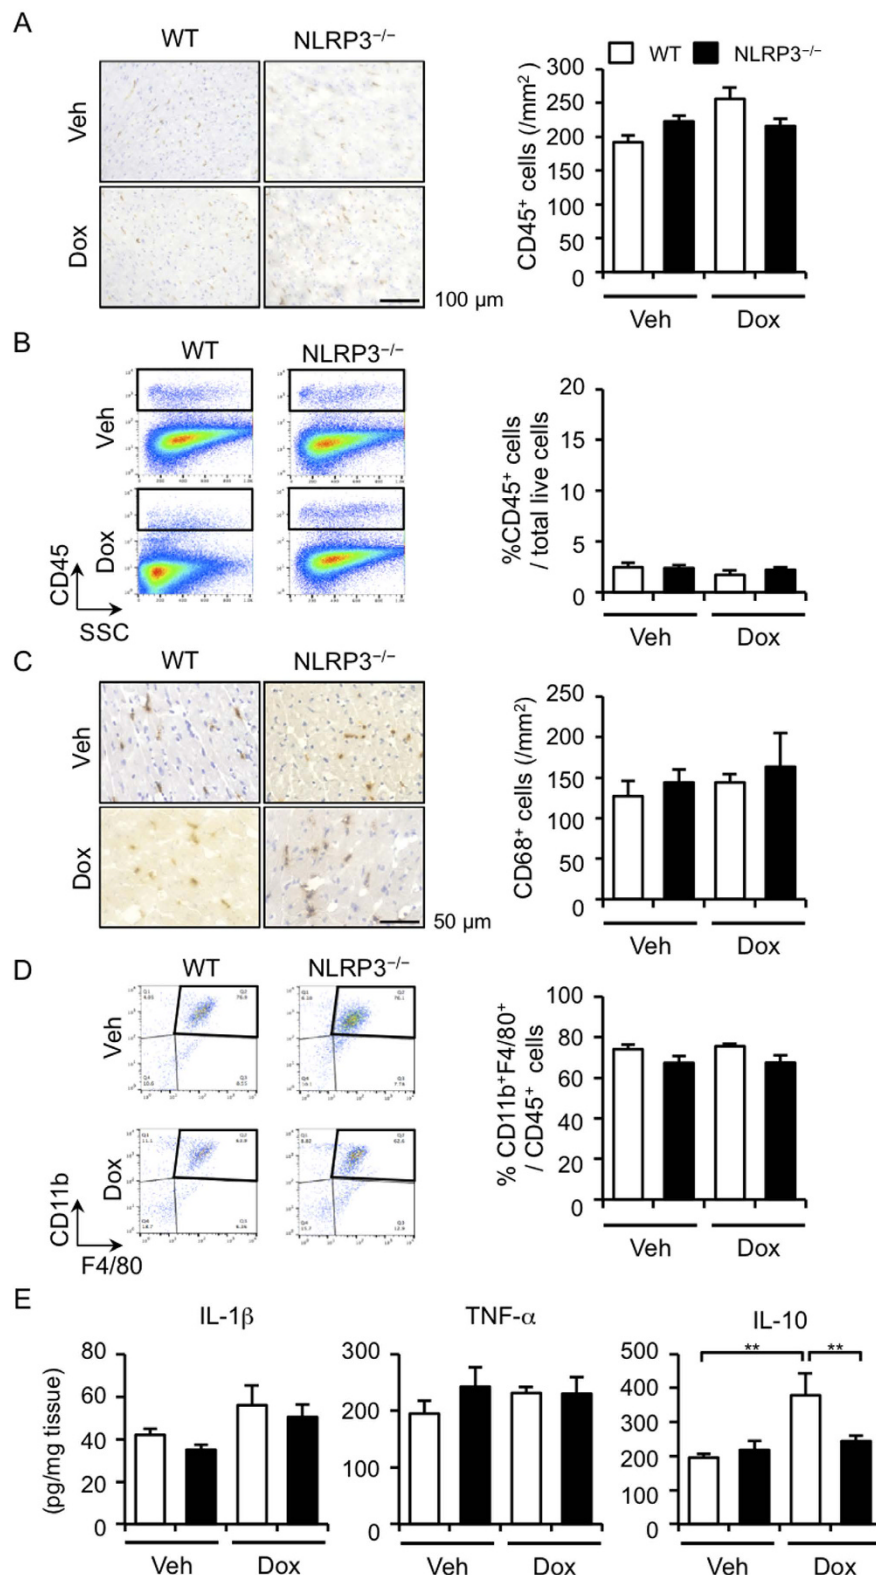 A
WT NLRP3⁻/⁻
WT NLRP3⁻/⁻
Veh
Dox
100 μm
CD45⁺ cells (/mm²)
300
250
200
150
100
50
0
Veh Dox
B
WT NLRP3⁻/⁻
Veh
Dox
CD45
SSC
%CD45⁺ cells
/ total live cells
20
15
10
5
0
Veh Dox
C
WT NLRP3⁻/⁻
Veh
Dox
50 μm
CD68⁺ cells (/mm²)
250
200
150
100
50
0
Veh Dox
D
WT NLRP3⁻/⁻
Veh
Dox
CD11b
F4/80
% CD11b⁺F4/80⁺
/ CD45⁺ cells
100
80
60
40
20
0
Veh Dox
E
IL-1β
(pg/mg tissue)
80
60
40
20
0
Veh Dox
TNF-α
300
200
100
0
Veh Dox
IL-10
** **
500
400
300
200
100
0
Veh Dox